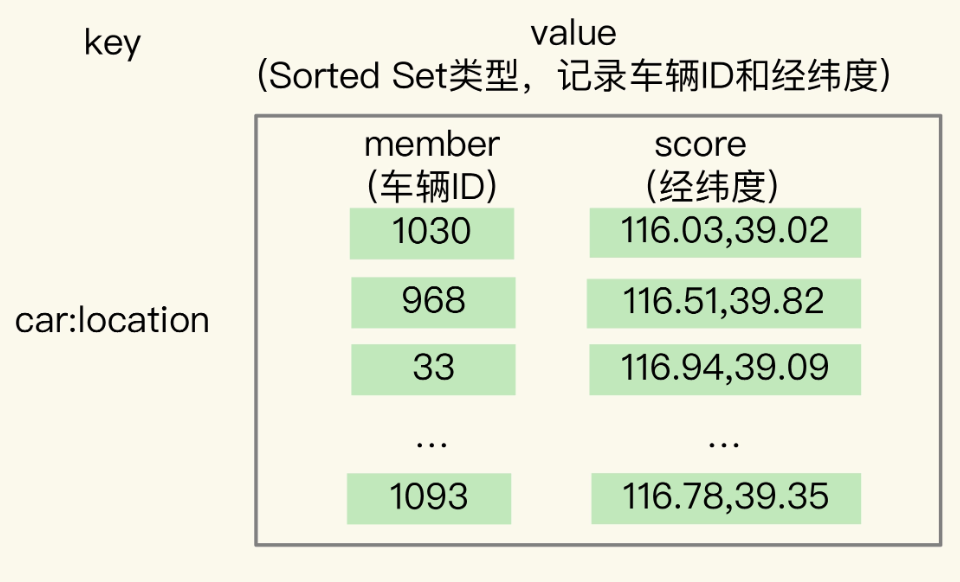 key
value
（Sorted Set类型，记录车辆ID和经纬度）
member
（车辆ID）
score
（经纬度）
1030
116.03,39.02
968
116.51,39.82
car:location
33
116.94,39.09
...
...
1093
116.78,39.35